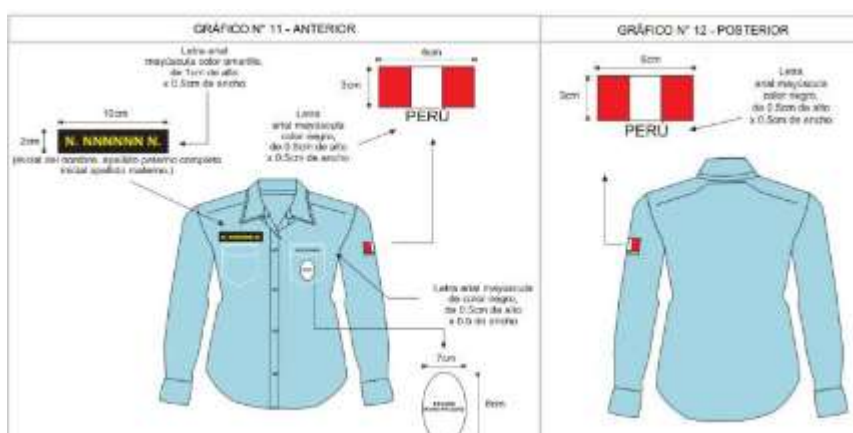 GRÁFICO N° 11 - ANTERIOR
Letra arial
mayúscula color amarillo,
de 1cm de alto
x 0.5cm de ancho
10cm
2cm
N. NNNNNN N.
(Inicial del nombre, apellido paterno completo
inicial apellido materno.)
6cm
3cm
PERÚ
Letra
arial mayúscula
color negro,
de 0.5cm de alto
x 0.5cm de ancho
N. NNNNNN N.
Letra arial mayúscula
de color negro,
de 0.5cm de alto
x 0.5 de ancho
7cm
GRÁFICO N° 12 - POSTERIOR
6cm
3cm
PERÚ
Letra
arial mayúscula
color negro,
de 0.5cm de alto
x 0.5cm de ancho